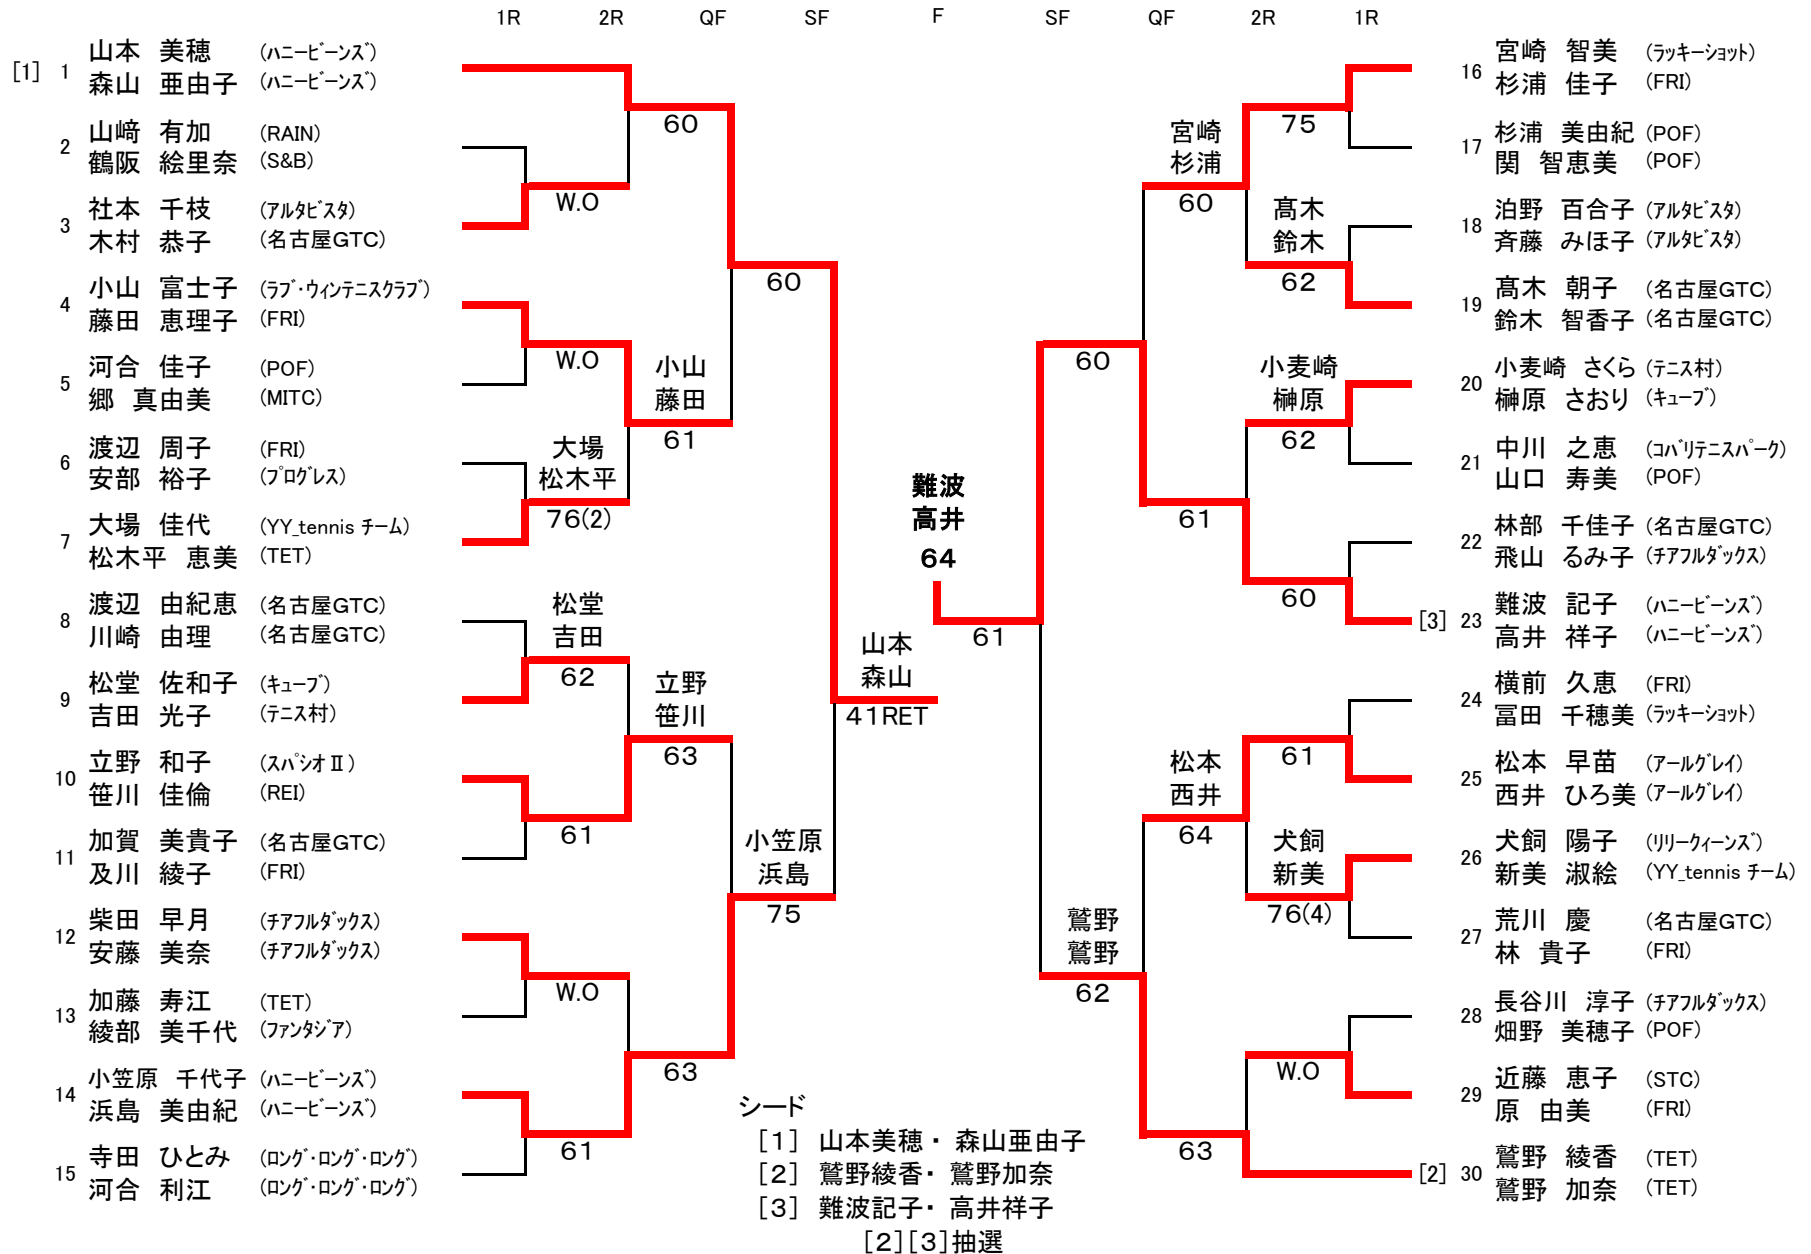 1R 2R QF SF F SF QF 2R 1R
[1] 1 山本 美穂 (ハニービーンズ)
森山 亜由子 (ハニービーンズ)
2 山﨑 有加 (RAIN)
鶴阪 絵里奈 (S&B)
3 社本 千枝 (アルタビスタ)
木村 恭子 (名古屋GTC)
4 小山 富士子 (ラブ・ウィンテニスクラブ)
藤田 恵理子 (FRI)
5 河合 佳子 (POF)
郷 真由美 (MITC)
6 渡辺 周子 (FRI)
安部 裕子 (プログレス)
7 大場 佳代 (YY_tennis チーム)
松木平 恵美 (TET)
8 渡辺 由紀恵 (名古屋GTC)
川崎 由理 (名古屋GTC)
9 松堂 佐和子 (キューブ)
吉田 光子 (テニス村)
10 立野 和子 (スパシオⅡ)
笹川 佳倫 (REI)
11 加賀 美貴子 (名古屋GTC)
及川 綾子 (FRI)
12 柴田 早月 (チアフルダックス)
安藤 美奈 (チアフルダックス)
13 加藤 寿江 (TET)
綾部 美千代 (ファンタジア)
14 小笠原 千代子 (ハニービーンズ)
浜島 美由紀 (ハニービーンズ)
15 寺田 ひとみ (ロング・ロング・ロング)
河合 利江 (ロング・ロング・ロング)
W.O
W.O
大場
松木平
76(2)
松堂
吉田
62
61
W.O
61
60
小山
藤田
61
立野
笹川
63
63
60
小笠原
浜島
75
山本
森山
41RET
難波
高井
64
61
60
鷲野
鷲野
62
宮崎
杉浦
60
61
松本
西井
64
63
75
髙木
鈴木
62
小麦崎
榊原
62
60
61
犬飼
新美
76(4)
W.O
16 宮崎 智美 (ラッキーショット)
杉浦 佳子 (FRI)
17 杉浦 美由紀 (POF)
関 智恵美 (POF)
18 泊野 百合子 (アルタビスタ)
斉藤 みほ子 (アルタビスタ)
19 髙木 朝子 (名古屋GTC)
鈴木 智香子 (名古屋GTC)
20 小麦崎 さくら (テニス村)
榊原 さおり (キューブ)
21 中川 之恵 (コバリテニスパーク)
山口 寿美 (POF)
22 林部 千佳子 (名古屋GTC)
飛山 るみ子 (チアフルダックス)
[3] 23 難波 記子 (ハニービーンズ)
高井 祥子 (ハニービーンズ)
24 横前 久恵 (FRI)
冨田 千穂美 (ラッキーショット)
25 松本 早苗 (アールグレイ)
西井 ひろ美 (アールグレイ)
26 犬飼 陽子 (リリークィーンズ)
新美 淑絵 (YY_tennis チーム)
27 荒川 慶 (名古屋GTC)
林 貴子 (FRI)
28 長谷川 淳子 (チアフルダックス)
畑野 美穂子 (POF)
29 近藤 恵子 (STC)
原 由美 (FRI)
[2] 30 鷲野 綾香 (TET)
鷲野 加奈 (TET)
シード
[1] 山本美穂・ 森山亜由子
[2] 鷲野綾香・ 鷲野加奈
[3] 難波記子・ 高井祥子
[2][3]抽選